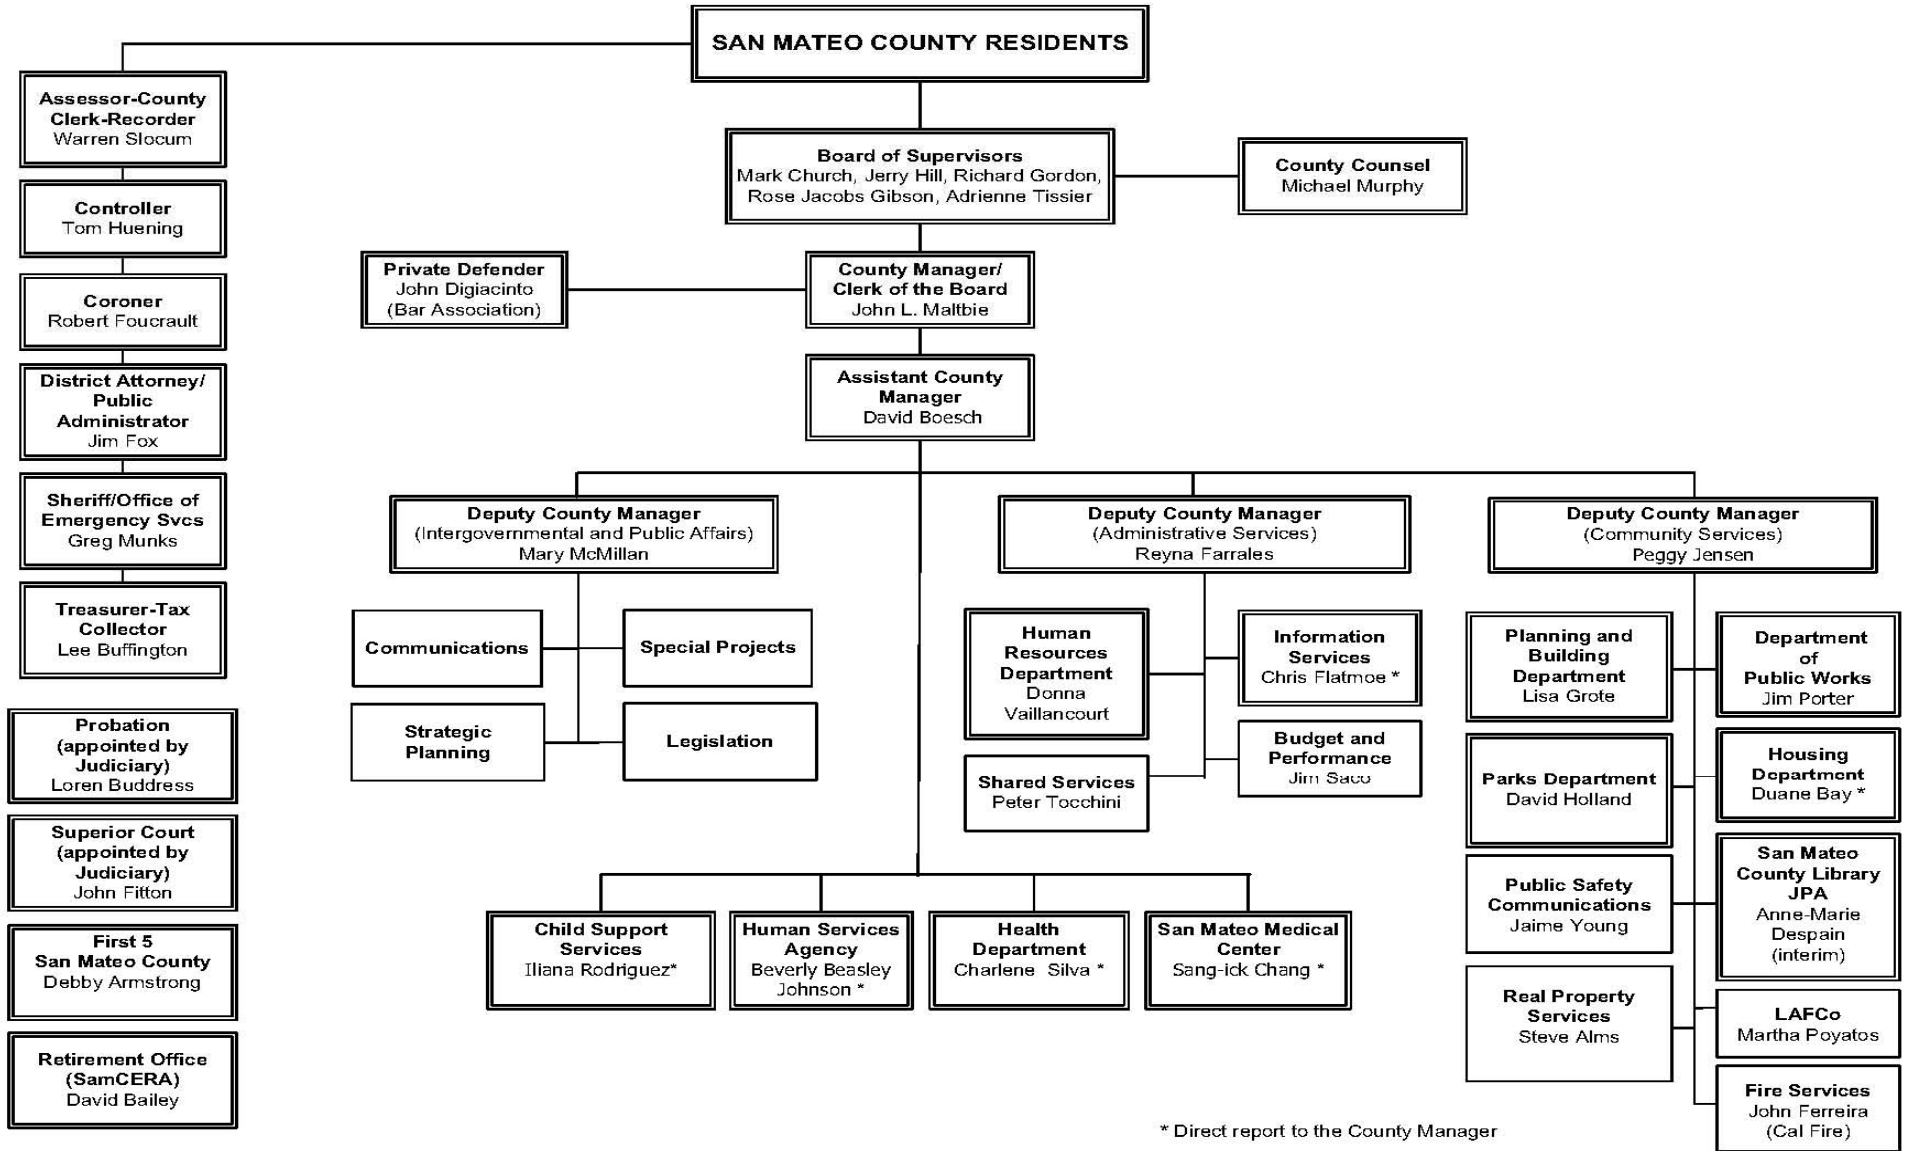 SAN MATEO COUNTY RESIDENTS
Assessor-County
Clerk-Recorder
Warren Slocum
Controller
Tom Huening
Coroner
Robert Foucrault
District Attorney/
Public
Administrator
Jim Fox
Sheriff/Office of
Emergency Svcs
Greg Munks
Treasurer-Tax
Collector
Lee Buffington
Probation
(appointed by
Judiciary)
Loren Buddress
Superior Court
(appointed by
Judiciary)
John Fitton
First 5
San Mateo County
Debby Armstrong
Retirement Office
(SamCERA)
David Bailey
Board of Supervisors
Mark Church, Jerry Hill, Richard Gordon,
Rose Jacobs Gibson, Adrienne Tissier
County Counsel
Michael Murphy
Private Defender
John Digiacinto
(Bar Association)
County Manager/
Clerk of the Board
John L. Maltbie
Assistant County
Manager
David Boesch
Deputy County Manager
(Intergovernmental and Public Affairs)
Mary McMillan
Communications
Special Projects
Strategic
Planning
Legislation
Deputy County Manager
(Administrative Services)
Reyna Farrales
Human
Resources
Department
Donna
Vaillancourt
Information
Services
Chris Flatmoe *
Shared Services
Peter Tocchini
Budget and
Performance
Jim Saco
Deputy County Manager
(Community Services)
Peggy Jensen
Planning and
Building
Department
Lisa Grote
Department
of
Public Works
Jim Porter
Parks Department
David Holland
Housing
Department
Duane Bay *
Public Safety
Communications
Jaime Young
San Mateo
County Library
JPA
Anne-Marie
Despain
(interim)
Real Property
Services
Steve Alms
LAFCo
Martha Poyatos
Fire Services
John Ferreira
(Cal Fire)
Child Support
Services
Iliana Rodriguez*
Human Services
Agency
Beverly Beasley
Johnson *
Health
Department
Charlene Silva *
San Mateo Medical
Center
Sang-ick Chang *
* Direct report to the County Manager